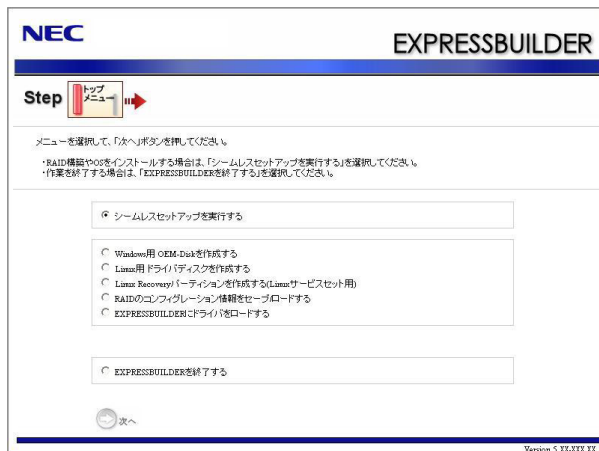 NEC
EXPRESSBUILDER
Step トップ
メニュー
メニューを選択して、「次へ」ボタンを押してください。
・RAID構築やOSをインストールする場合は、「シームレスセットアップを実行する」を選択してください。
・作業を終了する場合は、「EXPRESSBUILDERを終了する」を選択してください。
シームレスセットアップを実行する
Windows用 OEM-Diskを作成する
Linux用 ドライバディスクを作成する
Linux Recoveryパーティションを作成する(Linuxサービスセット用)
RAIDのコンフィグレーション情報をセーブ/ロードする
EXPRESSBUILDERにドライバをロードする
EXPRESSBUILDERを終了する
次へ
Version 5.XX-XXX.XX